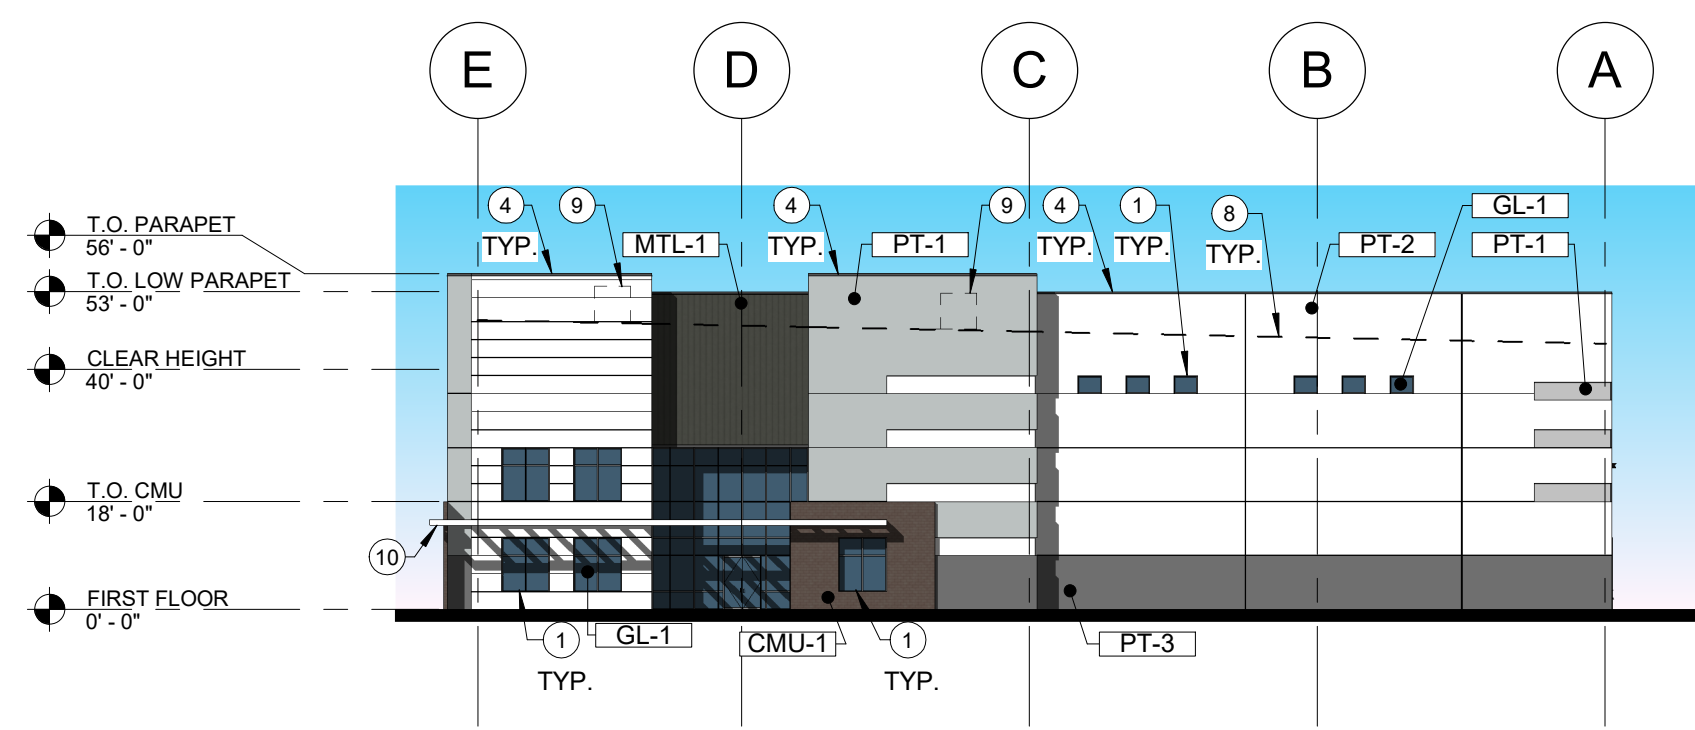 E
D
C
B
A
4
9
4
9
4
1
8
GL-1
TYP.
MTL-1
TYP.
PT-1
TYP.
TYP.
TYP.
PT-2
PT-1
T.O. PARAPET
56' - 0"
T.O. LOW PARAPET
53' - 0"
CLEAR HEIGHT
40' - 0"
T.O. CMU
18' - 0"
10
FIRST FLOOR
0' - 0"
1
GL-1
CMU-1
1
PT-3
TYP.
TYP.